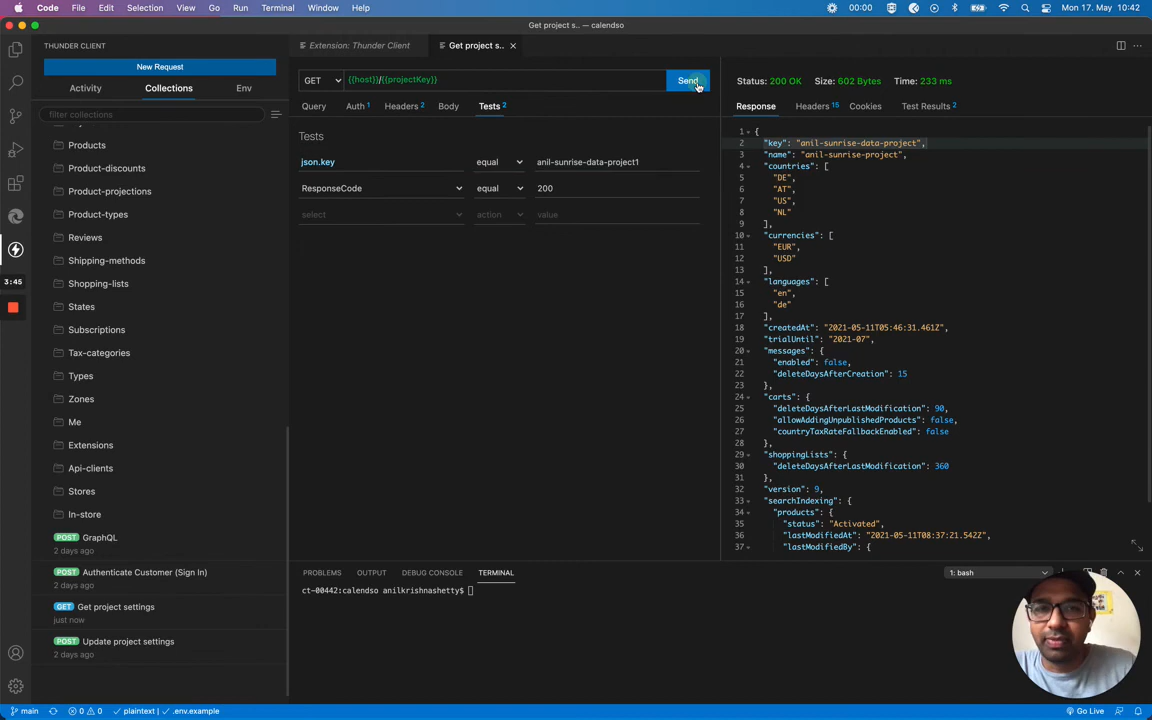 Code File Edit Selection View Go Run Terminal Window Help 00:00 Mon 17. May 10:42
Get project s.. — calendso
THUNDER CLIENT
New Request
Activity Collections Env
filter collections
Products
Product-discounts
Product-projections
Product-types
Reviews
Shipping-methods
Shopping-lists
States
Subscriptions
Tax-categories
Types
Zones
Me
Extensions
Api-clients
Stores
In-store
POST GraphQL
2 days ago
POST Authenticate Customer (Sign In)
2 days ago
GET Get project settings
just now
POST Update project settings
2 days ago
3:45
Extension: Thunder Client Get project s..
GET {{host}}/{{projectKey}} Send
Query Auth 1 Headers 2 Body Tests 2
Tests
json.key equal anil-sunrise-data-project1
ResponseCode equal 200
select action value
Status: 200 OK Size: 602 Bytes Time: 233 ms
Response Headers 15 Cookies Test Results 2
1 {
2 "key": "anil-sunrise-data-project",
3 "name": "anil-sunrise-project",
4 "countries": [
5 "DE",
6 "AT",
7 "US",
8 "NL"
9 ],
10 "currencies": [
11 "EUR",
12 "USD"
13 ],
14 "languages": [
15 "en",
16 "de"
17 ],
18 "createdAt": "2021-05-11T05:46:31.461Z",
19 "trialUntil": "2021-07",
20 "messages": {
21 "enabled": false,
22 "deleteDaysAfterCreation": 15
23 },
24 "carts": {
25 "deleteDaysAfterLastModification": 90,
26 "allowAddingUnpublishedProducts": false,
27 "countryTaxRateFallbackEnabled": false
28 },
29 "shoppingLists": {
30 "deleteDaysAfterLastModification": 360
31 },
32 "version": 9,
33 "searchIndexing": {
34 "products": {
35 "status": "Activated",
36 "lastModifiedAt": "2021-05-11T08:37:21.542Z",
37 "lastModifiedBy": {
PROBLEMS OUTPUT DEBUG CONSOLE TERMINAL 1: bash
ct-00442:calendso anilkrishnashetty$
main 0 0 plaintext .env.example Go Live